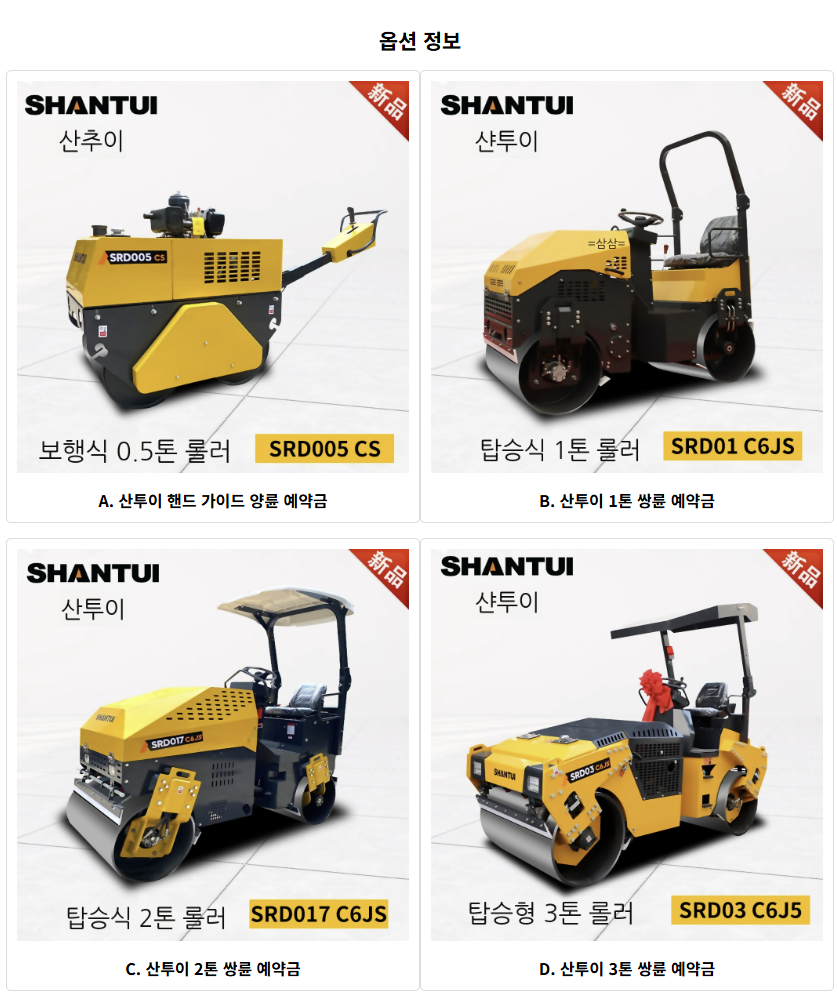 옵션 정보
SHANTUI
산추이
新品
SRD005 CS
보행식 0.5톤 롤러
SRD005 CS
A. 산투이 핸드 가이드 양륜 예약금
SHANTUI
샨투이
新品
=삼삼=
탑승식 1톤 롤러
SRD01 C6JS
B. 산투이 1톤 쌍륜 예약금
SHANTUI
산투이
新品
SHANTUI
SRD017 C6JS
탑승식 2톤 롤러
SRD017 C6JS
C. 산투이 2톤 쌍륜 예약금
SHANTUI
샨투이
新品
SHANTUI
SRD03 C6JS
탑승형 3톤 롤러
SRD03 C6J5
D. 산투이 3톤 쌍륜 예약금